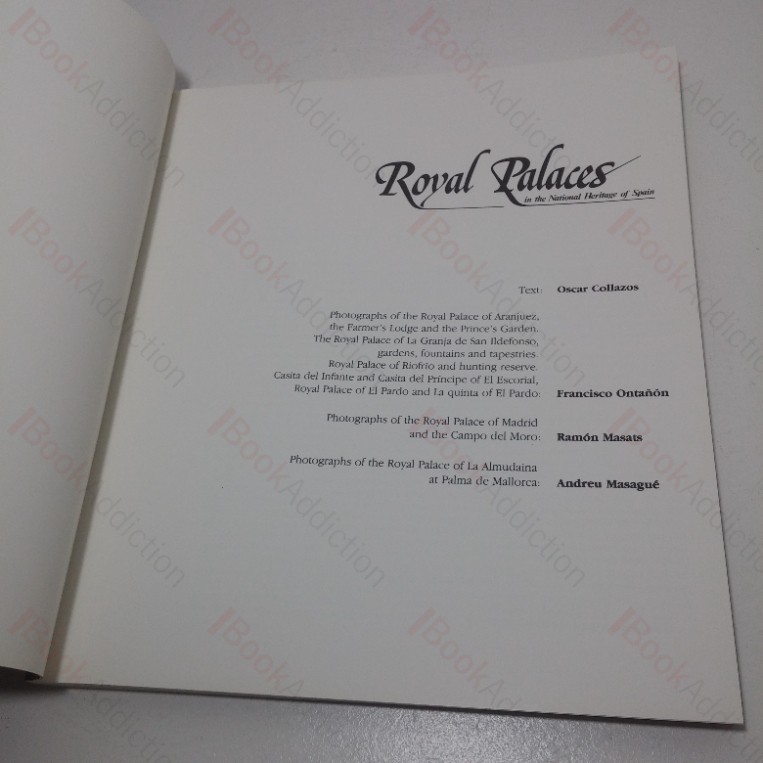 Royal Palaces
in the National Heritage of Spain
Text: Oscar Collazos
Photographs of the Royal Palace of Aranjuez,
the Farmer's Lodge and the Prince's Garden.
The Royal Palace of La Granja de San Ildefonso,
gardens, fountains and tapestries.
Royal Palace of Riofrío and hunting reserve.
Casita del Infante and Casita del Príncipe of El Escorial,
Royal Palace of El Pardo and La quinta of El Pardo: Francisco Ontañón
Photographs of the Royal Palace of Madrid
and the Campo del Moro: Ramón Masats
Photographs of the Royal Palace of La Almudaina
at Palma de Mallorca: Andreu Masagué
BookAddiction